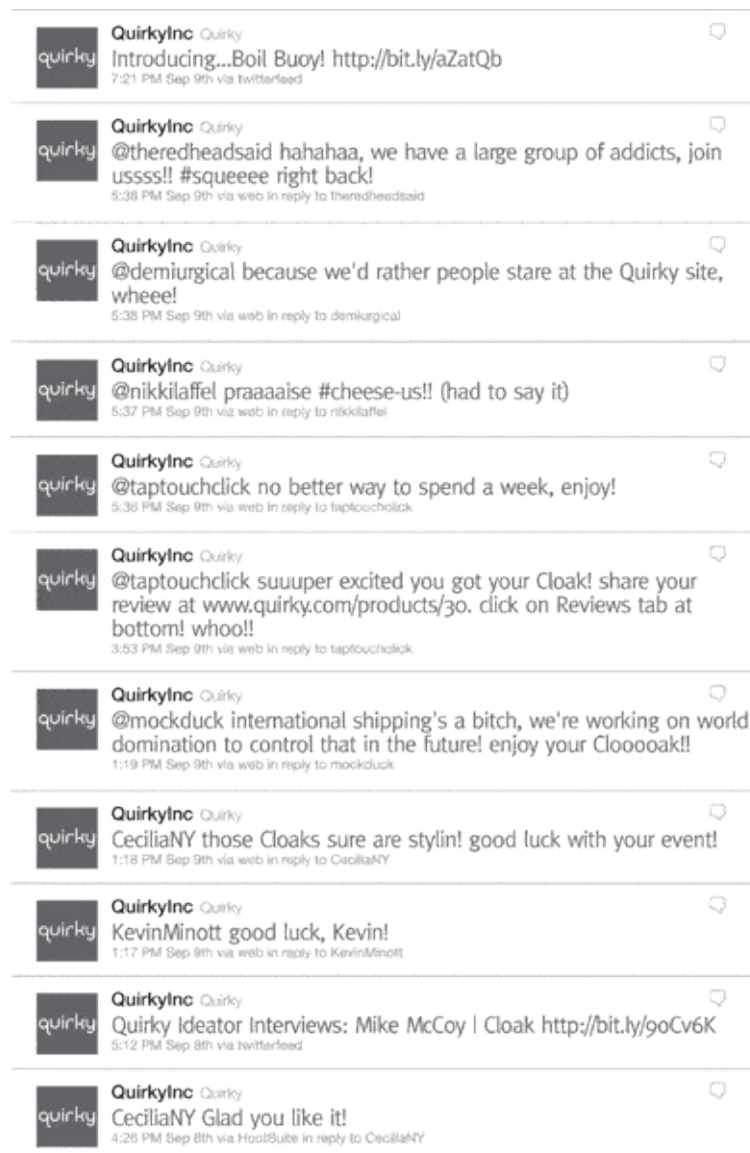 quirky
QuirkyInc Quirky
Introducing...Boil Buoy! http://bit.ly/aZatQb
7:21 PM Sep 9th via twitterfeed
quirky
QuirkyInc Quirky
@theredheadsaid hahahaa, we have a large group of addicts, join
ussss!! #squeeee right back!
5:38 PM Sep 9th via web in reply to theredheadsaid
quirky
QuirkyInc Quirky
@demiurgical because we'd rather people stare at the Quirky site,
wheee!
5:38 PM Sep 9th via web in reply to demiurgical
quirky
QuirkyInc Quirky
@nikkilaffel praaaaise #cheese-us!! (had to say it)
5:37 PM Sep 9th via web in reply to nikkilaffel
quirky
QuirkyInc Quirky
@taptouchclick no better way to spend a week, enjoy!
5:36 PM Sep 9th via web in reply to taptouchclick
quirky
QuirkyInc Quirky
@taptouchclick suuuper excited you got your Cloak! share your
review at www.quirky.com/products/30. click on Reviews tab at
bottom! whoo!!
3:53 PM Sep 9th via web in reply to taptouchclick
quirky
QuirkyInc Quirky
@mockduck international shipping's a bitch, we're working on world
domination to control that in the future! enjoy your Clooooak!!
1:19 PM Sep 9th via web in reply to mockduck
quirky
QuirkyInc Quirky
CeciliaNY those Cloaks sure are stylin! good luck with your event!
1:18 PM Sep 9th via web in reply to CeciliaNY
quirky
QuirkyInc Quirky
KevinMinott good luck, Kevin!
1:17 PM Sep 9th via web in reply to KevinMinott
quirky
QuirkyInc Quirky
Quirky Ideator Interviews: Mike McCoy | Cloak http://bit.ly/9oCv6K
5:12 PM Sep 8th via twitterfeed
quirky
QuirkyInc Quirky
CeciliaNY Glad you like it!
4:26 PM Sep 8th via HootSuite in reply to CeciliaNY